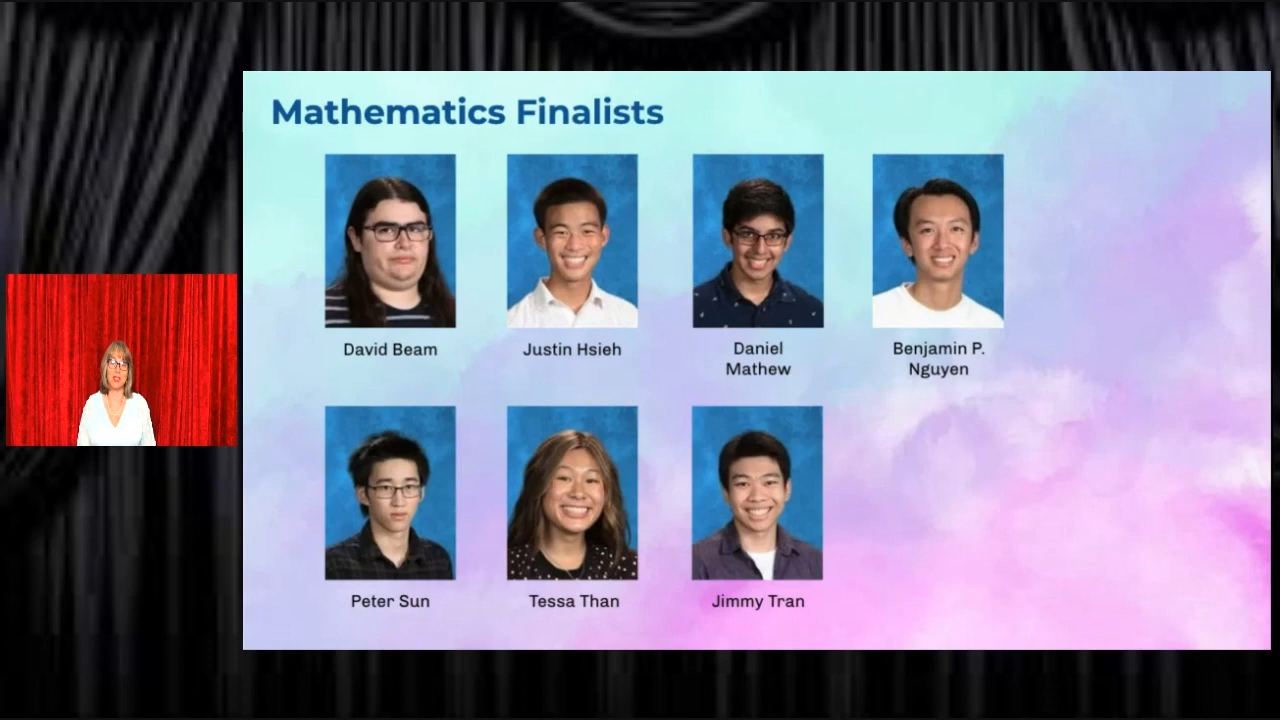 Mathematics Finalists
David Beam
Justin Hsieh
Daniel
Mathew
Benjamin P.
Nguyen
Peter Sun
Tessa Than
Jimmy Tran